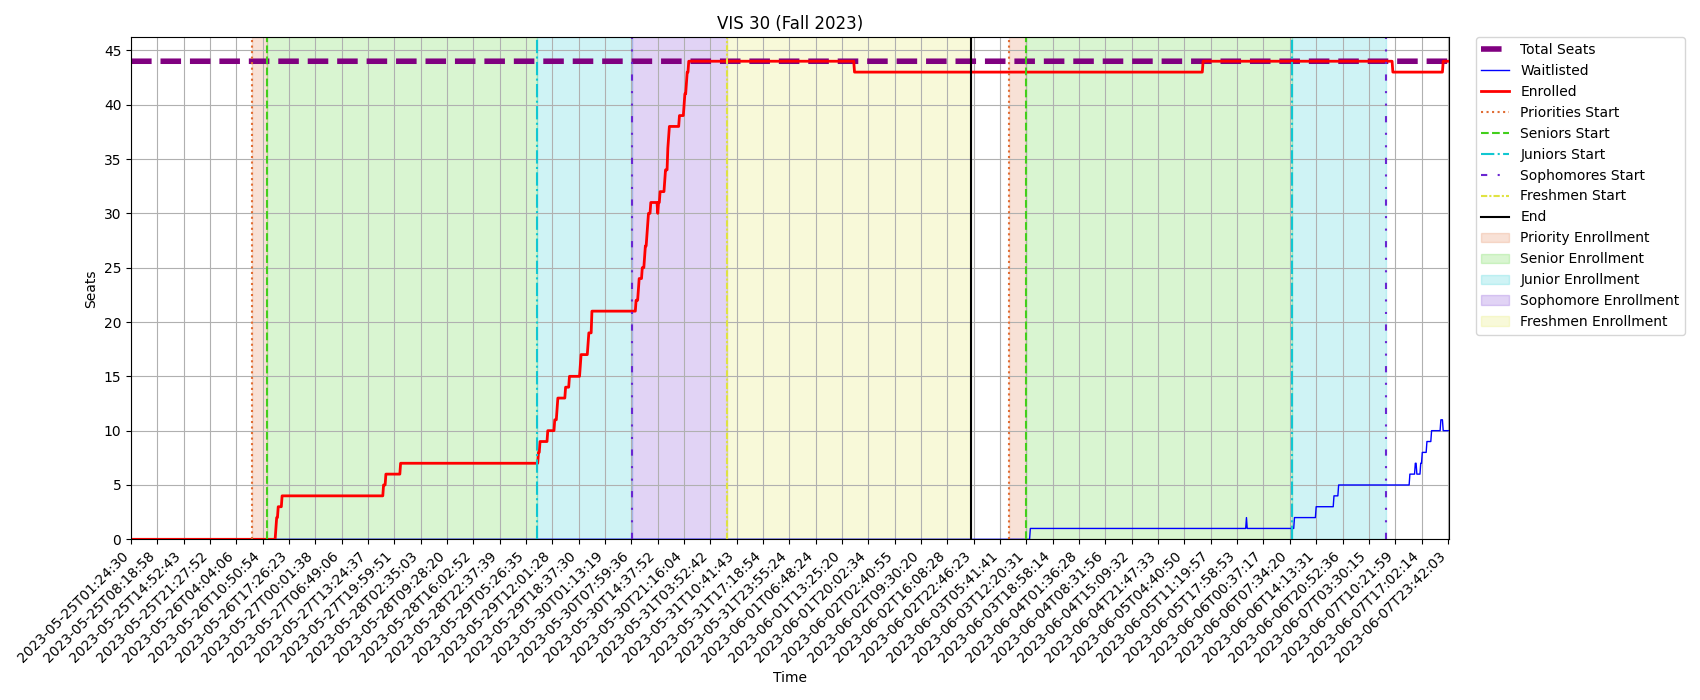 VIS 30 (Fall 2023)
45
40
35
30
25
20
15
10
5
0
Seats
2023-05-25T01:24:30
2023-05-25T08:18:58
2023-05-25T14:52:43
2023-05-25T21:27:52
2023-05-26T04:04:06
2023-05-26T10:50:54
2023-05-26T17:26:23
2023-05-27T00:01:38
2023-05-27T06:49:06
2023-05-27T13:24:37
2023-05-27T19:59:51
2023-05-28T02:35:03
2023-05-28T09:28:20
2023-05-28T16:02:52
2023-05-28T22:37:39
2023-05-29T05:26:35
2023-05-29T12:01:28
2023-05-29T18:37:30
2023-05-30T01:13:19
2023-05-30T07:59:36
2023-05-30T14:37:52
2023-05-30T21:16:04
2023-05-31T03:52:42
2023-05-31T10:41:43
2023-05-31T17:18:54
2023-05-31T23:55:24
2023-06-01T06:48:24
2023-06-01T13:25:20
2023-06-01T20:02:34
2023-06-02T02:40:55
2023-06-02T09:30:20
2023-06-02T16:08:28
2023-06-02T22:46:23
2023-06-03T05:41:41
2023-06-03T12:20:31
2023-06-03T18:58:14
2023-06-04T01:36:28
2023-06-04T08:31:56
2023-06-04T15:09:32
2023-06-04T21:47:33
2023-06-05T04:40:50
2023-06-05T11:19:57
2023-06-05T17:58:53
2023-06-06T00:37:17
2023-06-06T07:34:20
2023-06-06T14:13:31
2023-06-06T20:52:36
2023-06-07T03:30:15
2023-06-07T10:21:59
2023-06-07T17:02:14
2023-06-07T23:42:03
Time
Total Seats
Waitlisted
Enrolled
Priorities Start
Seniors Start
Juniors Start
Sophomores Start
Freshmen Start
End
Priority Enrollment
Senior Enrollment
Junior Enrollment
Sophomore Enrollment
Freshmen Enrollment